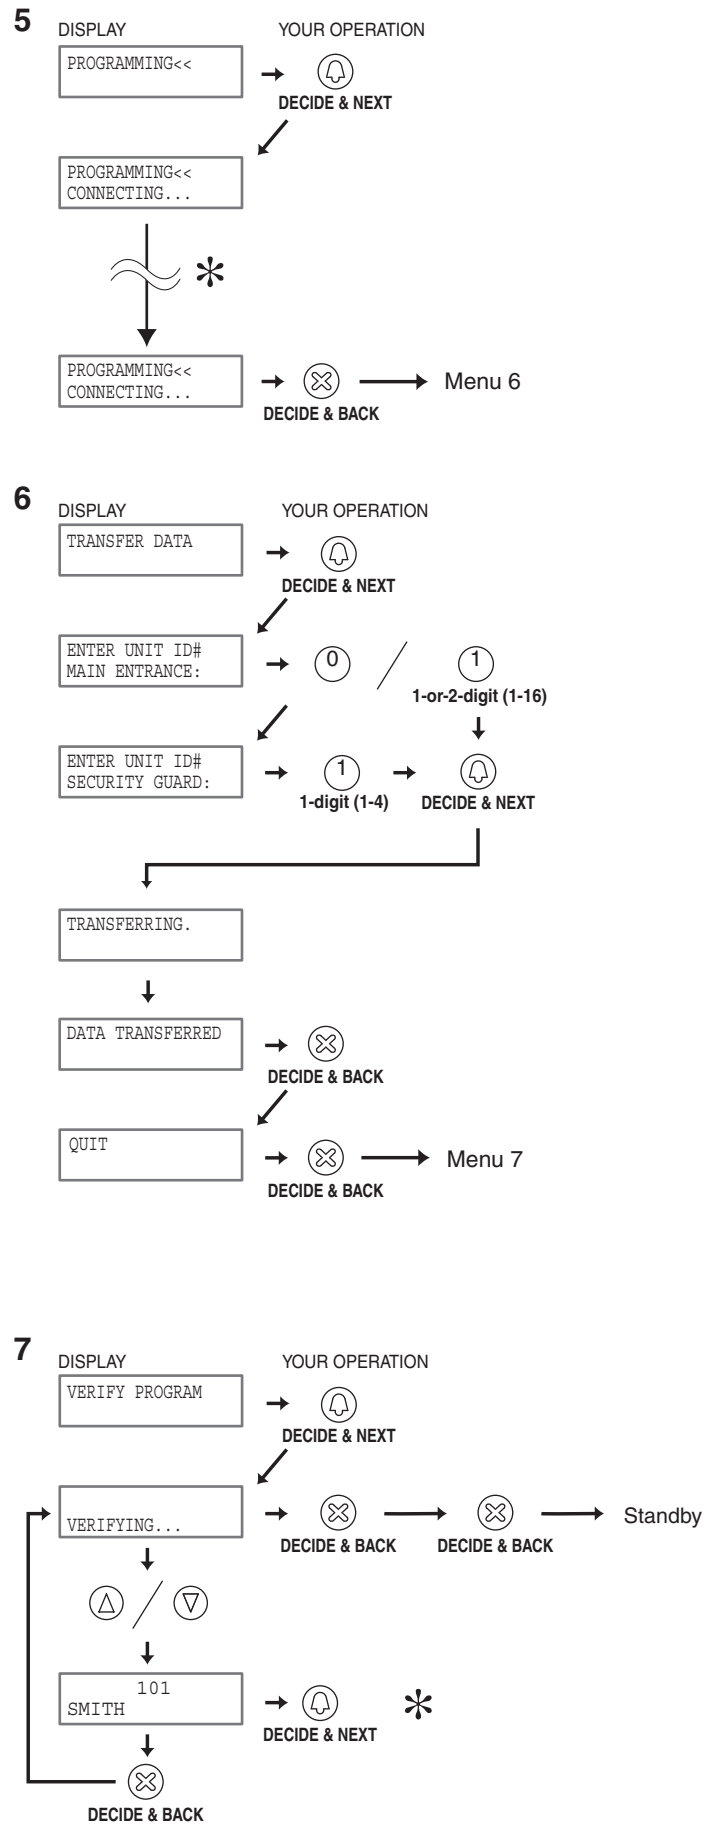 5
DISPLAY YOUR OPERATION
PROGRAMMING<<
DECIDE & NEXT
PROGRAMMING<<
CONNECTING...
*
PROGRAMMING<<
CONNECTING...
Menu 6
DECIDE & BACK
6
DISPLAY YOUR OPERATION
TRANSFER DATA
DECIDE & NEXT
ENTER UNIT ID#
MAIN ENTRANCE:
0 / 1
1-or-2-digit (1-16)
ENTER UNIT ID#
SECURITY GUARD:
1
1-digit (1-4) DECIDE & NEXT
TRANSFERRING.
DATA TRANSFERRED
DECIDE & BACK
QUIT
Menu 7
DECIDE & BACK
7
DISPLAY YOUR OPERATION
VERIFY PROGRAM
DECIDE & NEXT
VERIFYING...
Standby
DECIDE & BACK DECIDE & BACK
/
101
SMITH
*
DECIDE & NEXT
DECIDE & BACK